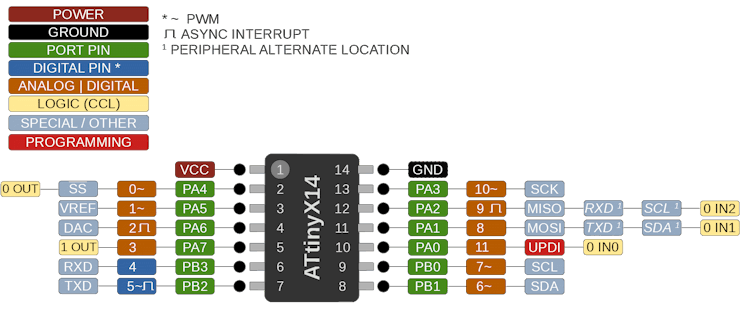 POWER
GROUND
PORT PIN
DIGITAL PIN *
ANALOG | DIGITAL
LOGIC (CCL)
SPECIAL / OTHER
PROGRAMMING
* ~ PWM
ASYNC INTERRUPT
¹ PERIPHERAL ALTERNATE LOCATION
VCC 1 14 GND
0 OUT SS 0~ PA4 2 13 PA3 10~ SCK
VREF 1~ PA5 3 12 PA2 9 MISO RXD ¹ SCL ¹ 0 IN2
DAC 2 PA6 4 11 PA1 8 MOSI TXD ¹ SDA ¹ 0 IN1
1 OUT 3 PA7 5 10 PA0 11 UPDI 0 IN0
RXD 4 PB3 6 9 PB0 7~ SCL
TXD 5~ PB2 7 8 PB1 6~ SDA
ATtinyX14